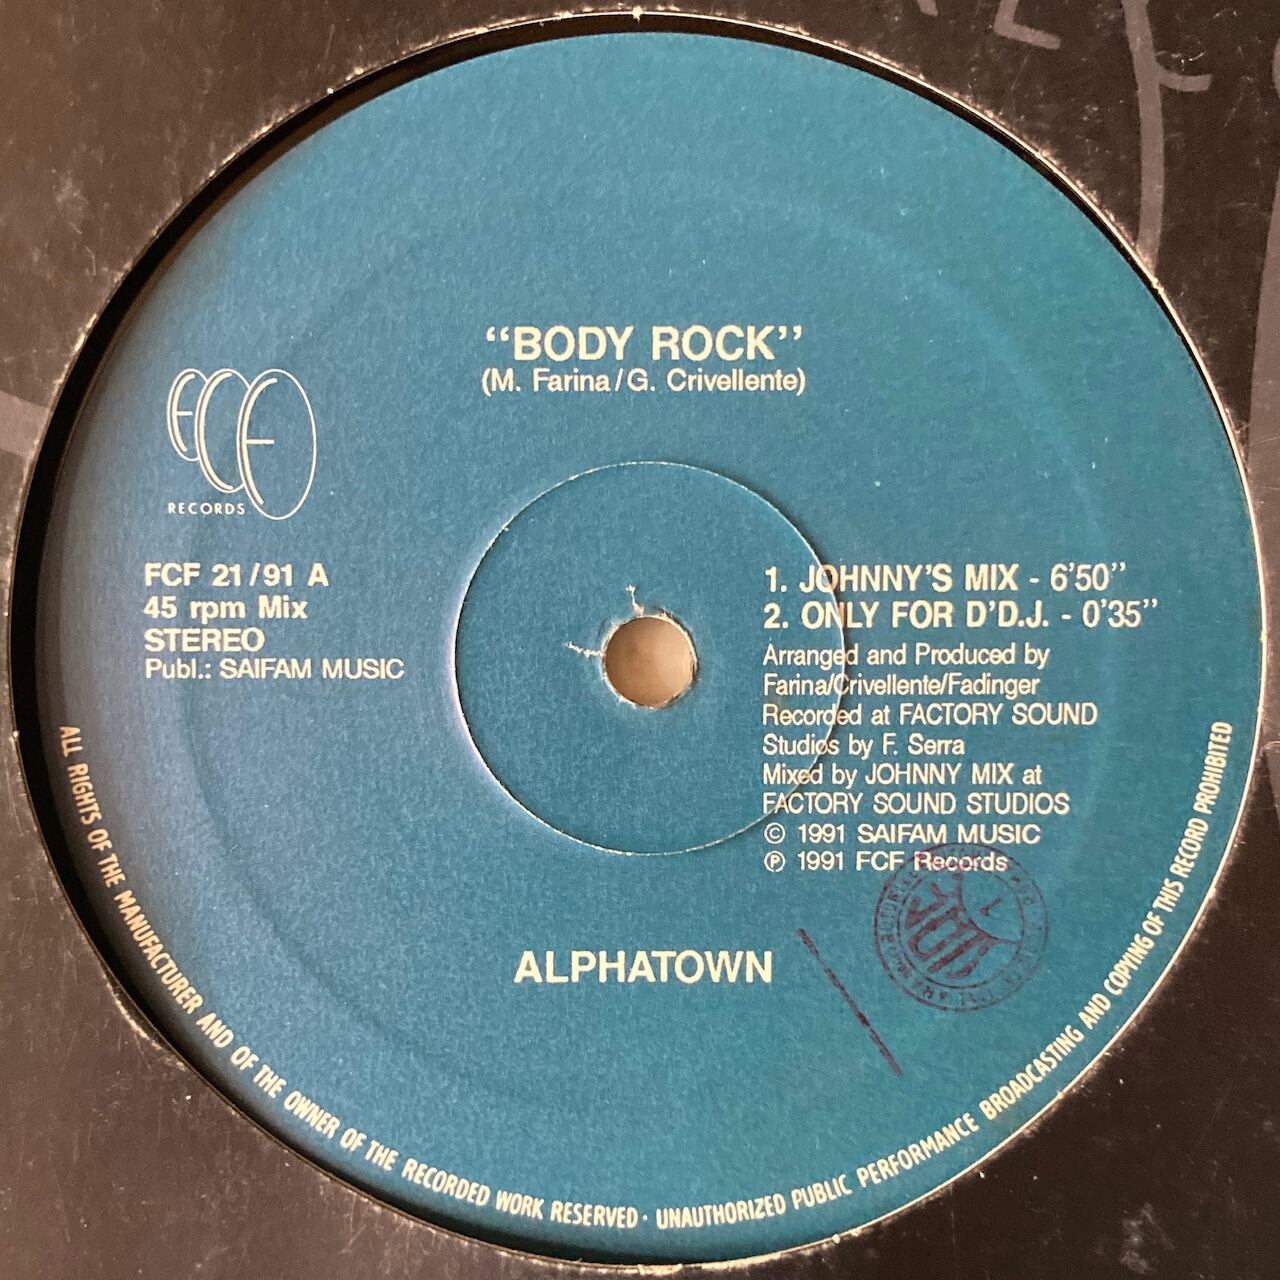 “BODY ROCK”
(M. Farina/G. Crivellente)
FCF
RECORDS
FCF 21/91 A
45 rpm Mix
STEREO
Publ.: SAIFAM MUSIC
1. JOHNNY'S MIX - 6'50"
2. ONLY FOR D'D.J. - 0'35"
Arranged and Produced by
Farina/Crivellente/Fadinger
Recorded at FACTORY SOUND
Studios by F. Serra
Mixed by JOHNNY MIX at
FACTORY SOUND STUDIOS
© 1991 SAIFAM MUSIC
℗ 1991 FCF Records
ALPHATOWN
ALL RIGHTS OF THE MANUFACTURER AND OF THE OWNER OF THE RECORDED WORK RESERVED · UNAUTHORIZED PUBLIC PERFORMANCE BROADCASTING AND COPYING OF THIS RECORD PROHIBITED